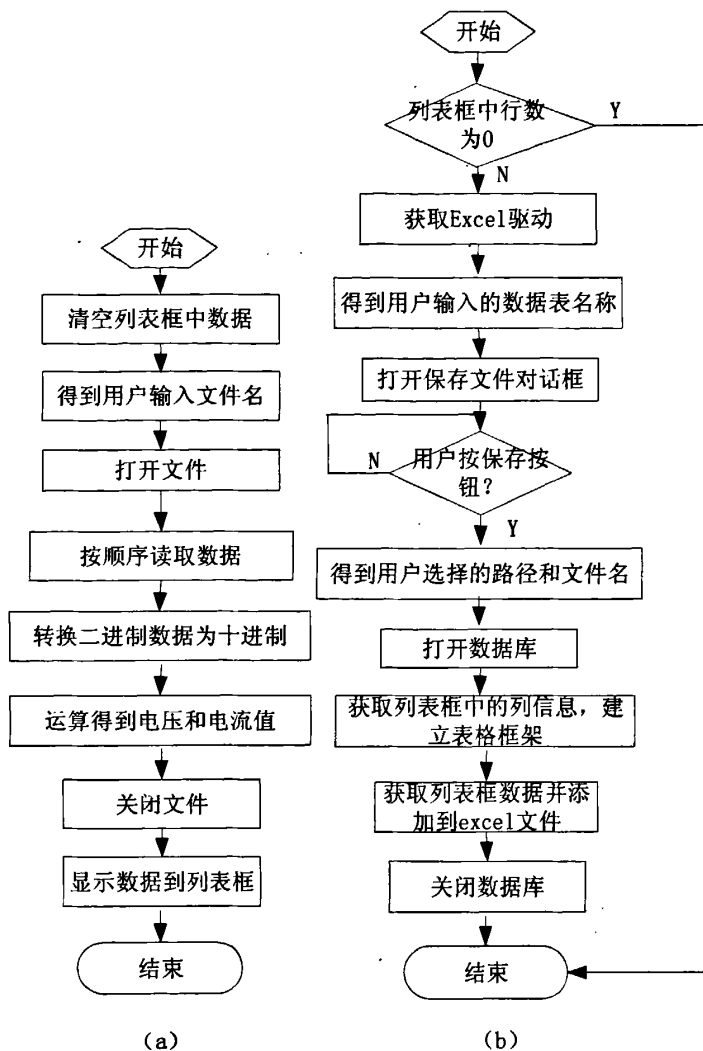 开始
清空列表框中数据
得到用户输入文件名
打开文件
按顺序读取数据
转换二进制数据为十进制
运算得到电压和电流值
关闭文件
显示数据到列表框
结束
(a)
开始
列表框中行数
为0
Y
N
获取Excel驱动
得到用户输入的数据表名称
打开保存文件对话框
用户按保存按
钮？
N
Y
得到用户选择的路径和文件名
打开数据库
获取列表框中的列信息，建
立表格框架
获取列表框数据并添
加到excel文件
关闭数据库
结束
(b)